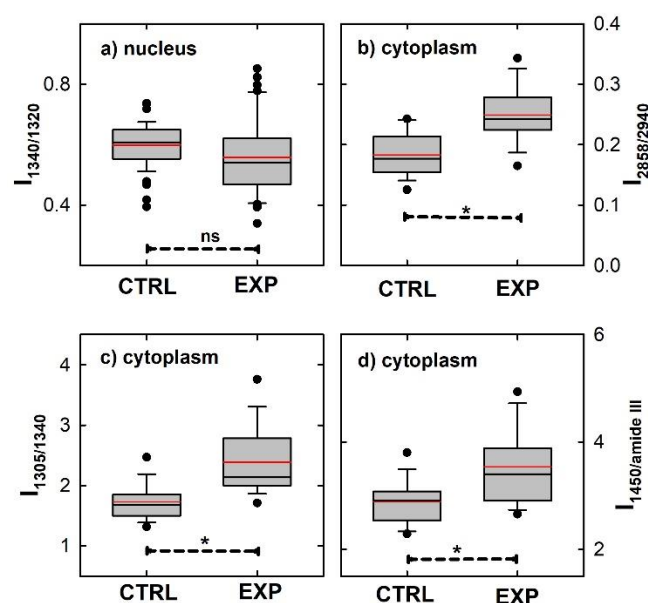 a) nucleus
b) cytoplasm
0.4
0.8
0.3
0.2
0.4
0.1
0.0
I1340/1320
I2858/2940
ns
*
CTRL
EXP
CTRL
EXP
c) cytoplasm
d) cytoplasm
4
6
3
4
2
1
2
I1305/1340
I1450/amide III
*
*
CTRL
EXP
CTRL
EXP